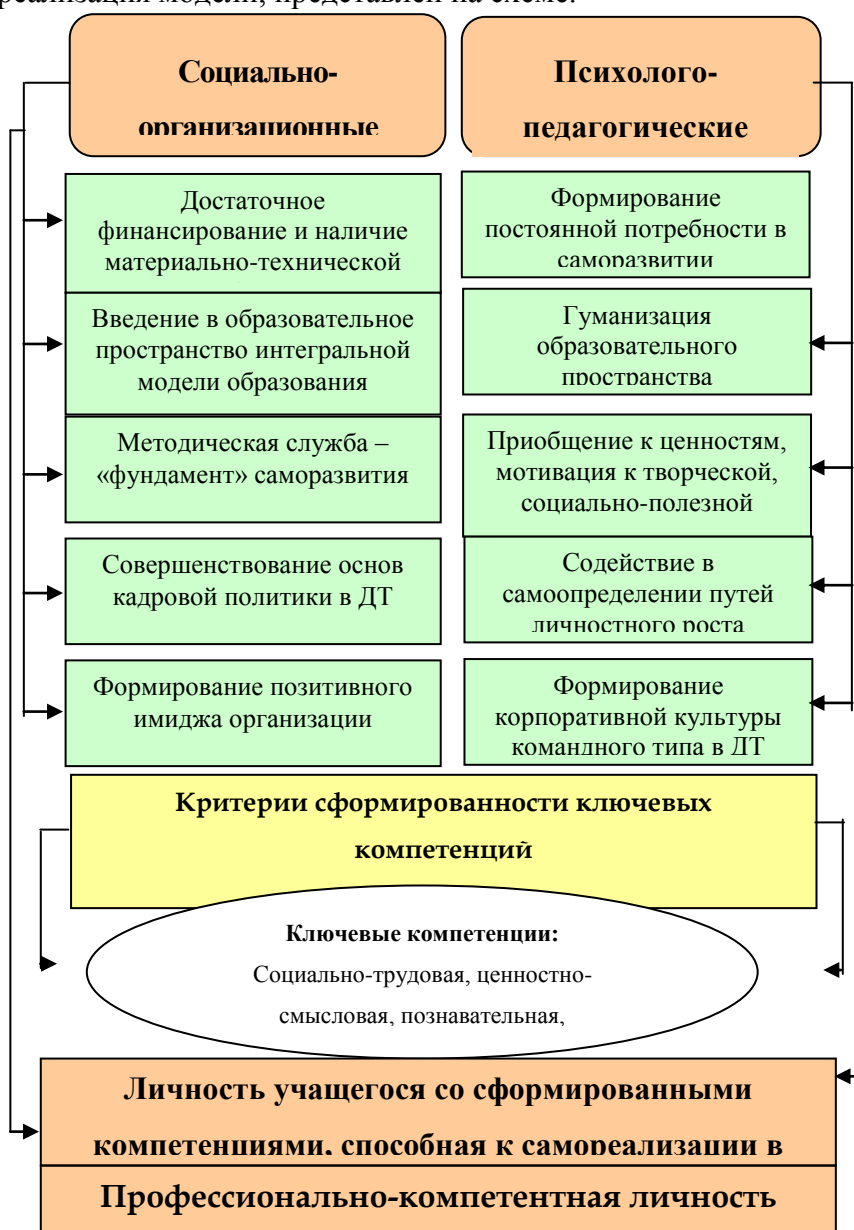 реализация модели, представлен на схеме.
Социально-
организационные
Психолого-
педагогические
Достаточное
финансирование и наличие
материально-технической
Формирование
постоянной потребности в
саморазвитии
Введение в образовательное
пространство интегральной
модели образования
Гуманизация
образовательного
пространства
Методическая служба –
«фундамент» саморазвития
Приобщение к ценностям,
мотивация к творческой,
социально-полезной
Совершенствование основ
кадровой политики в ДТ
Содействие в
самоопределении путей
личностного роста
Формирование позитивного
имиджа организации
Формирование
корпоративной культуры
командного типа в ДТ
Критерии сформированности ключевых
компетенций
Ключевые компетенции:
Социально-трудовая, ценностно-
смысловая, познавательная,
Личность учащегося со сформированными
компетенциями, способная к самореализации в
Профессионально-компетентная личность